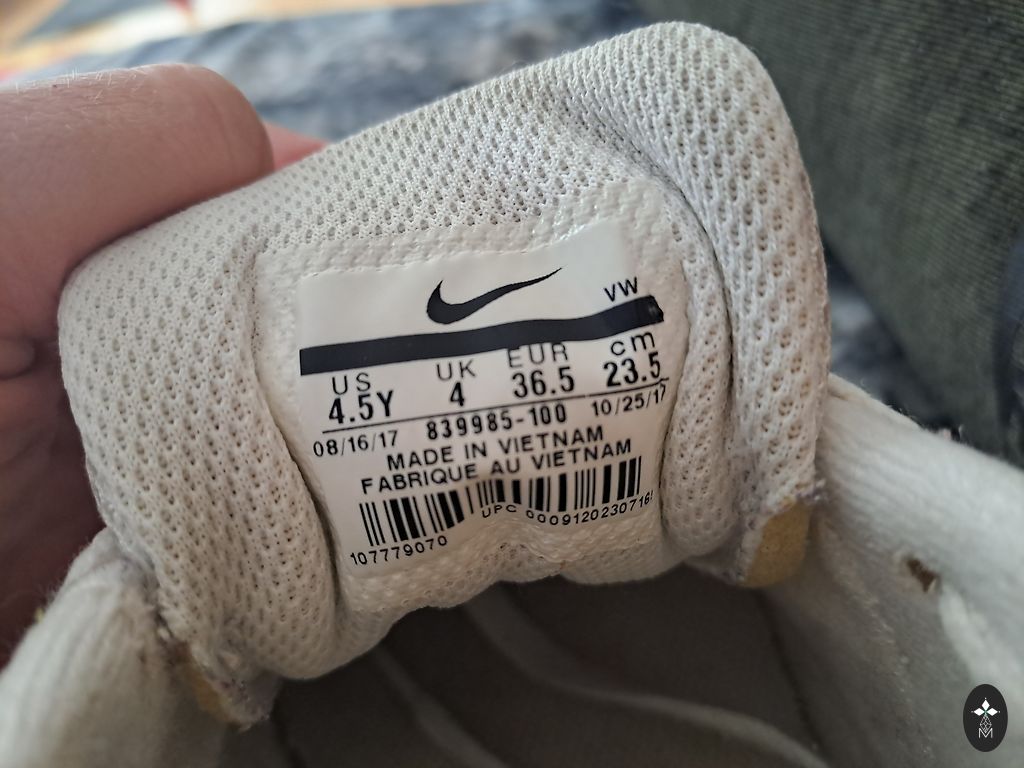 VW
US UK EUR cm
4.5Y 4 36.5 23.5
08/16/17 839985-100 10/25/17
MADE IN VIETNAM
FABRIQUE AU VIETNAM
107779070 UPC
M